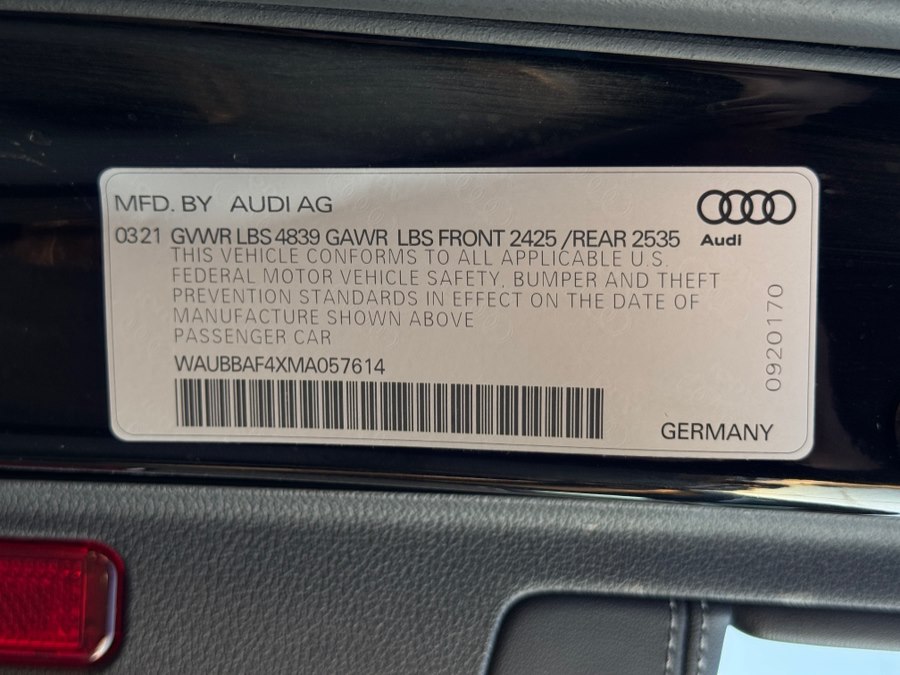 MFD. BY AUDI AG
0321 GVWR LBS 4839 GAWR LBS FRONT 2425 /REAR 2535
THIS VEHICLE CONFORMS TO ALL APPLICABLE U.S.
FEDERAL MOTOR VEHICLE SAFETY, BUMPER AND THEFT
PREVENTION STANDARDS IN EFFECT ON THE DATE OF
MANUFACTURE SHOWN ABOVE
PASSENGER CAR
WAUBBAF4XMA057614
Audi
0920170
GERMANY